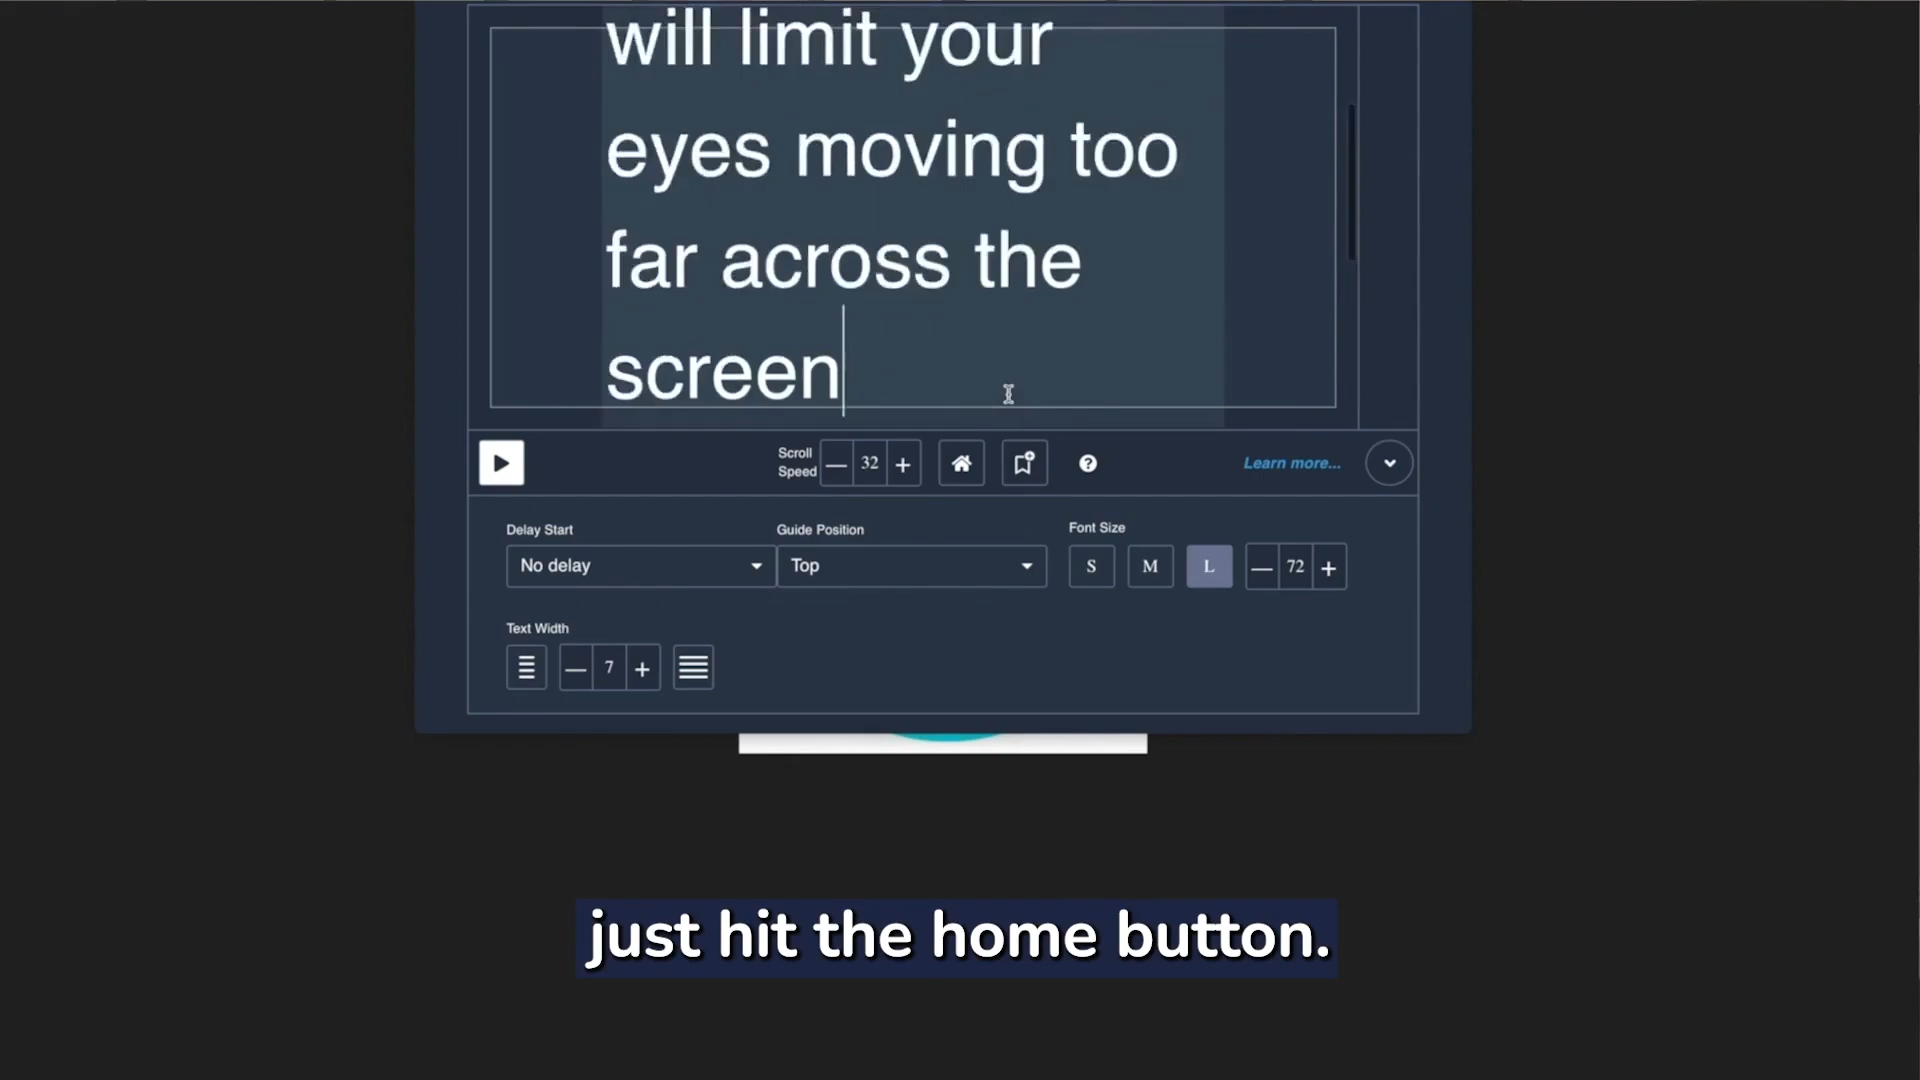 will limit your
eyes moving too
far across the
screen
Scroll
Speed
— 32 +
?
Learn more...
Delay Start
Guide Position
Font Size
No delay
Top
S
M
L
— 72 +
Text Width
— 7 +
just hit the home button.